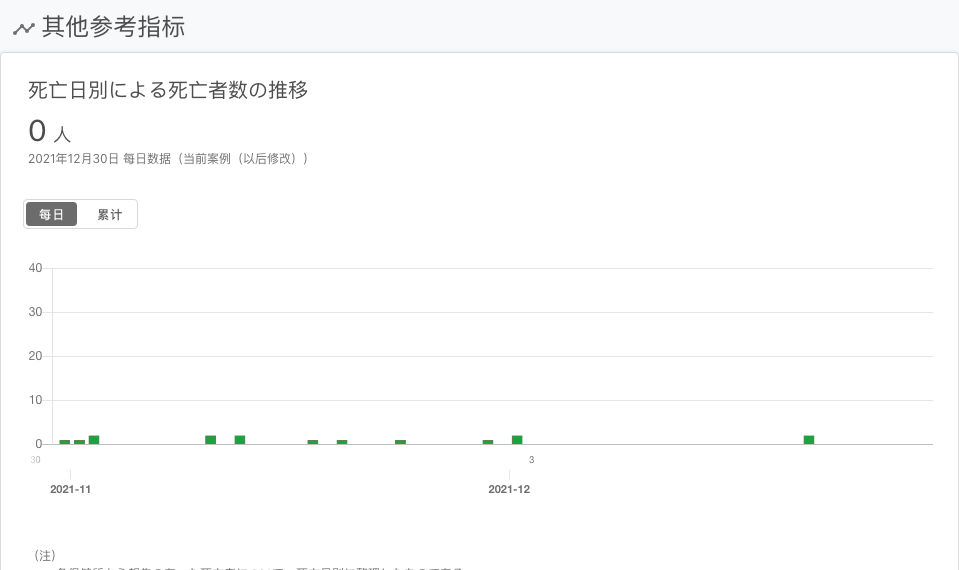 其他参考指标
死亡日別による死亡者数の推移
0 人
2021年12月30日 每日数据（当前案例（以后修改））
每日 累计
40
30
20
10
0
30 3
2021-11 2021-12
（注）